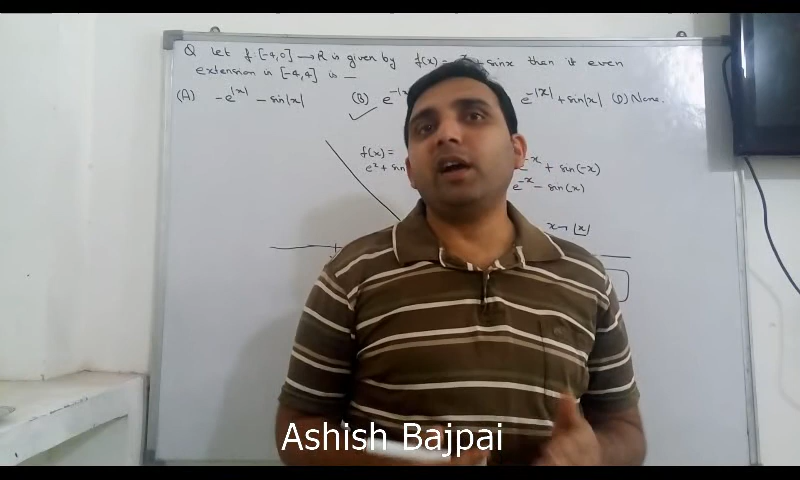 Q Let f: [-4,0] → R is given by f(x) = e^x + sinx then it even
extension in [-4,4] is —
(A) -e^|x| - sin|x| (B) e^-|x e^-|x| + sin|x| (D) None.
f(x) =
e^x + sin
e^-x + sin(-x)
e^-x - sin(x)
x → |x|
Ashish Bajpai